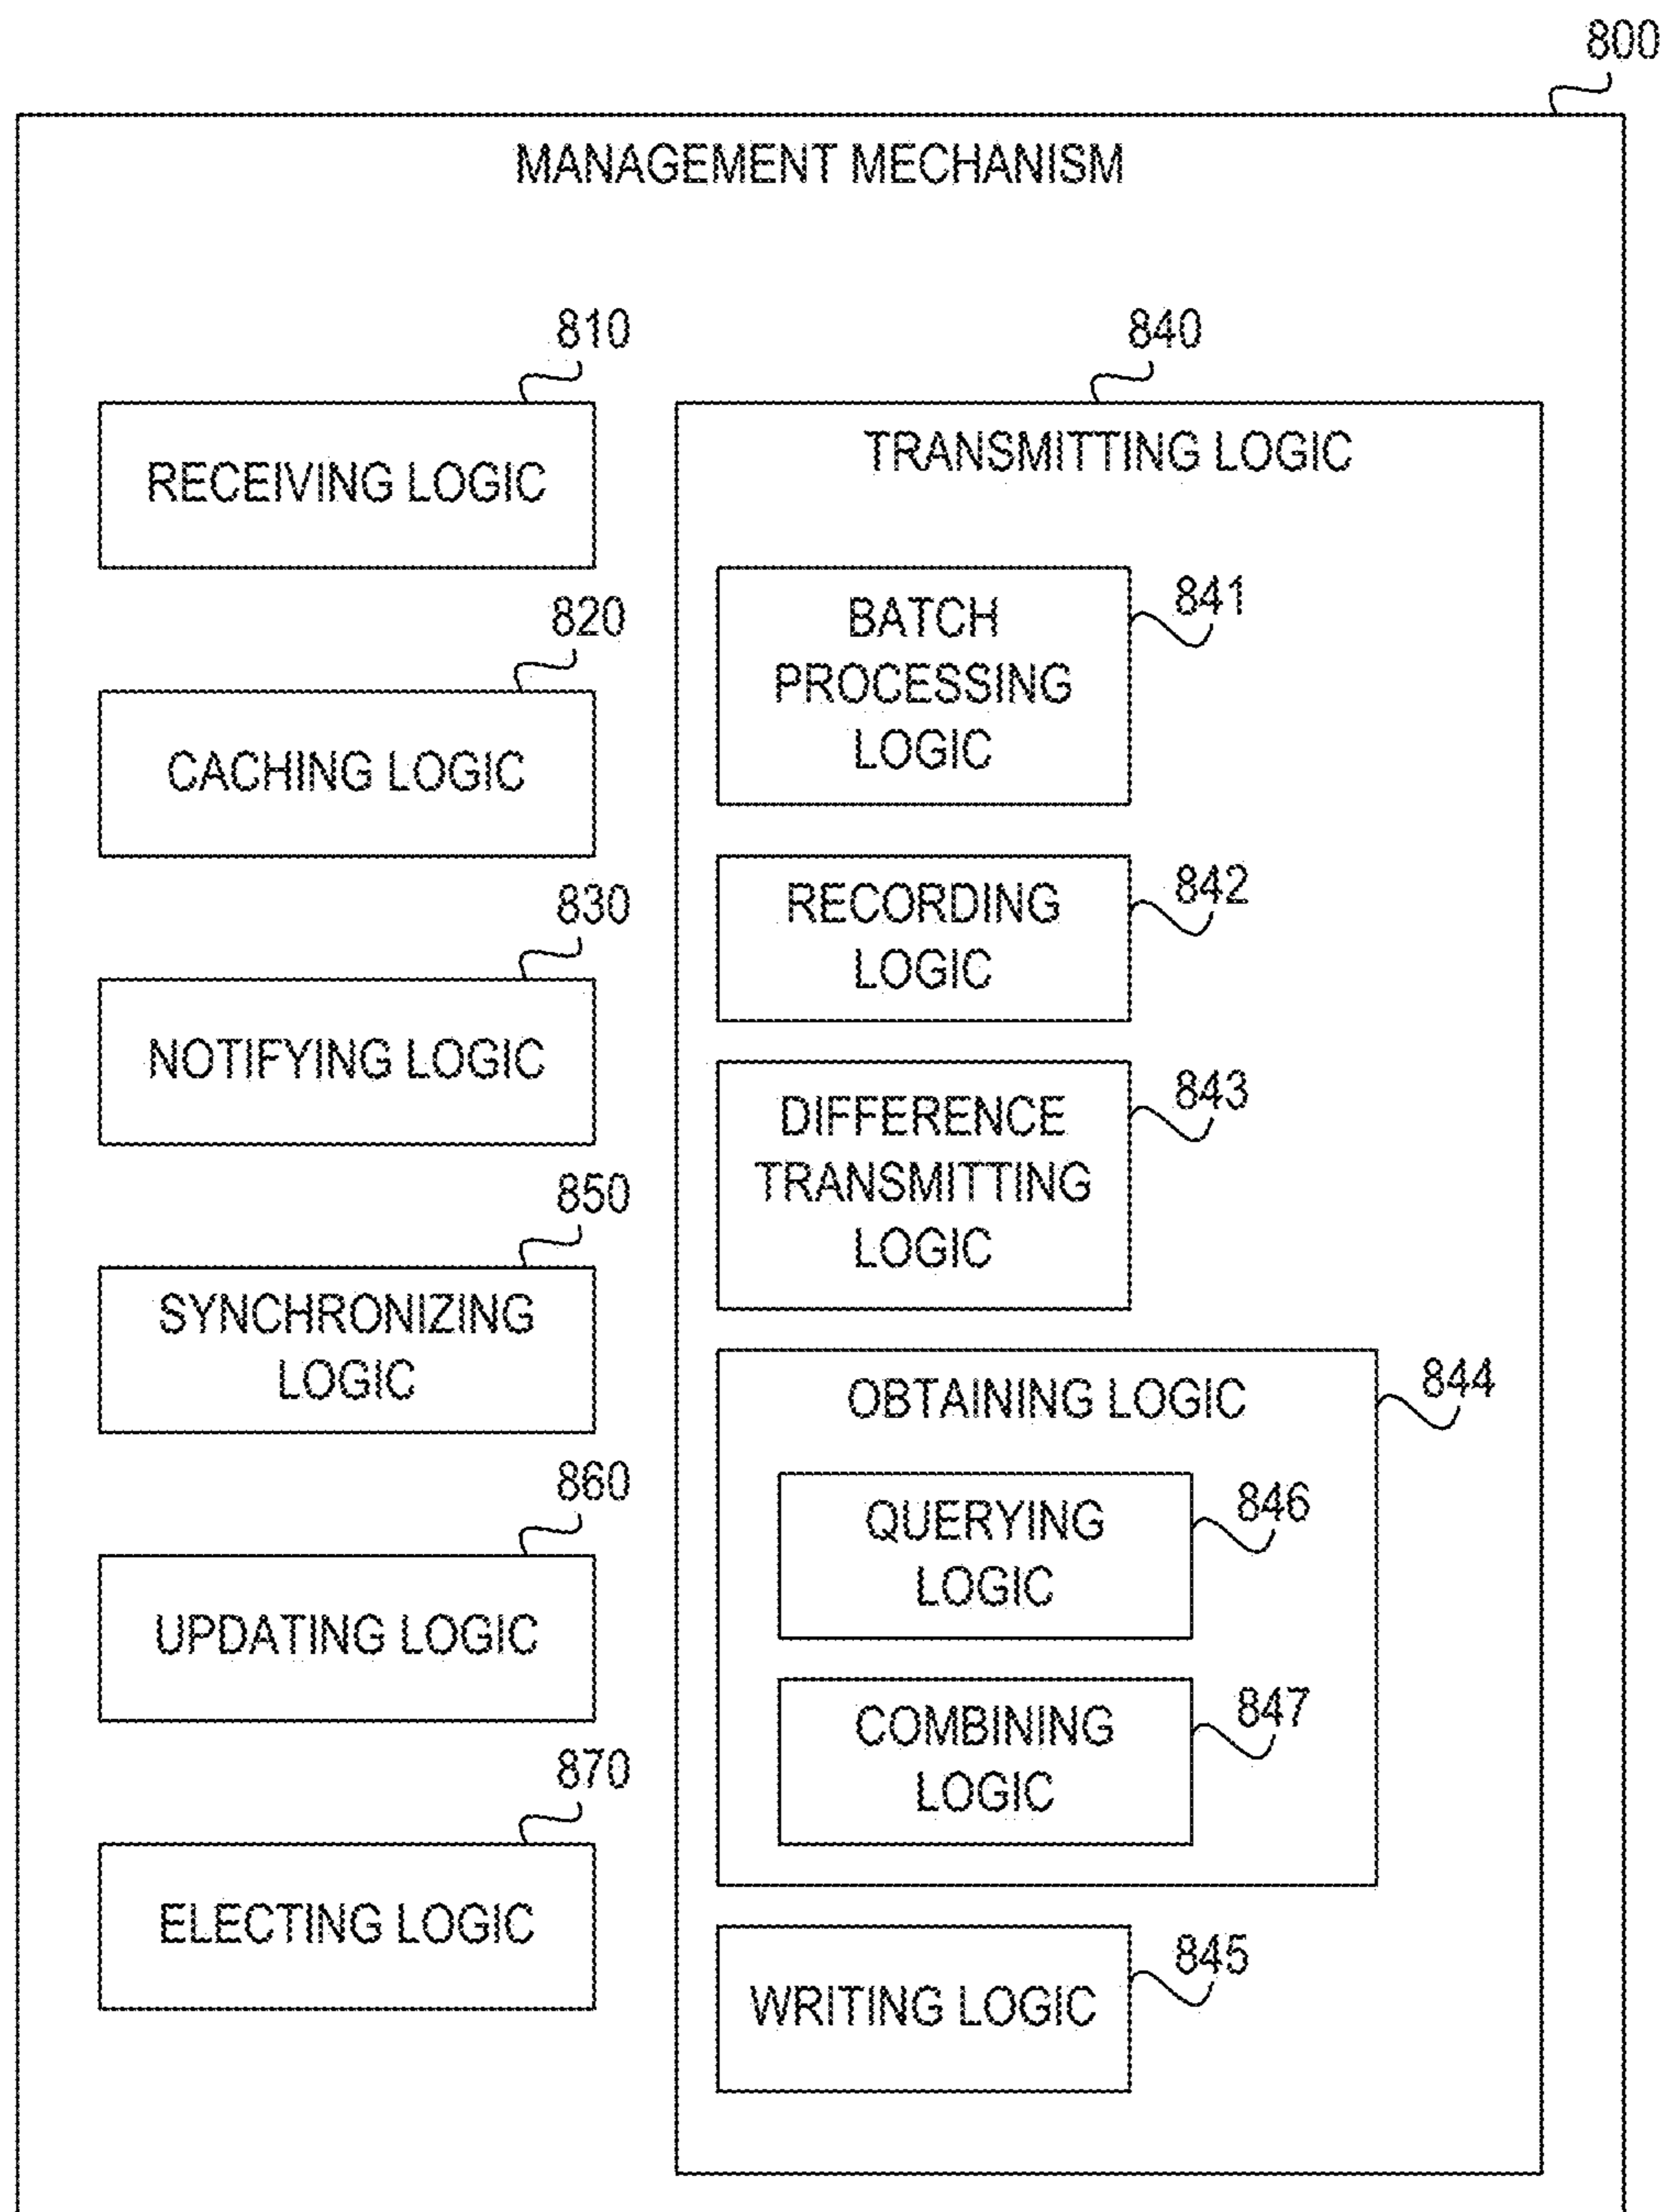 800
MANAGEMENT MECHANISM
810
RECEIVING LOGIC
820
CACHING LOGIC
830
NOTIFYING LOGIC
850
SYNCHRONIZING
LOGIC
860
UPDATING LOGIC
870
ELECTING LOGIC
840
TRANSMITTING LOGIC
841
BATCH
PROCESSING
LOGIC
842
RECORDING
LOGIC
843
DIFFERENCE
TRANSMITTING
LOGIC
844
OBTAINING LOGIC
846
QUERYING
LOGIC
847
COMBINING
LOGIC
845
WRITING LOGIC